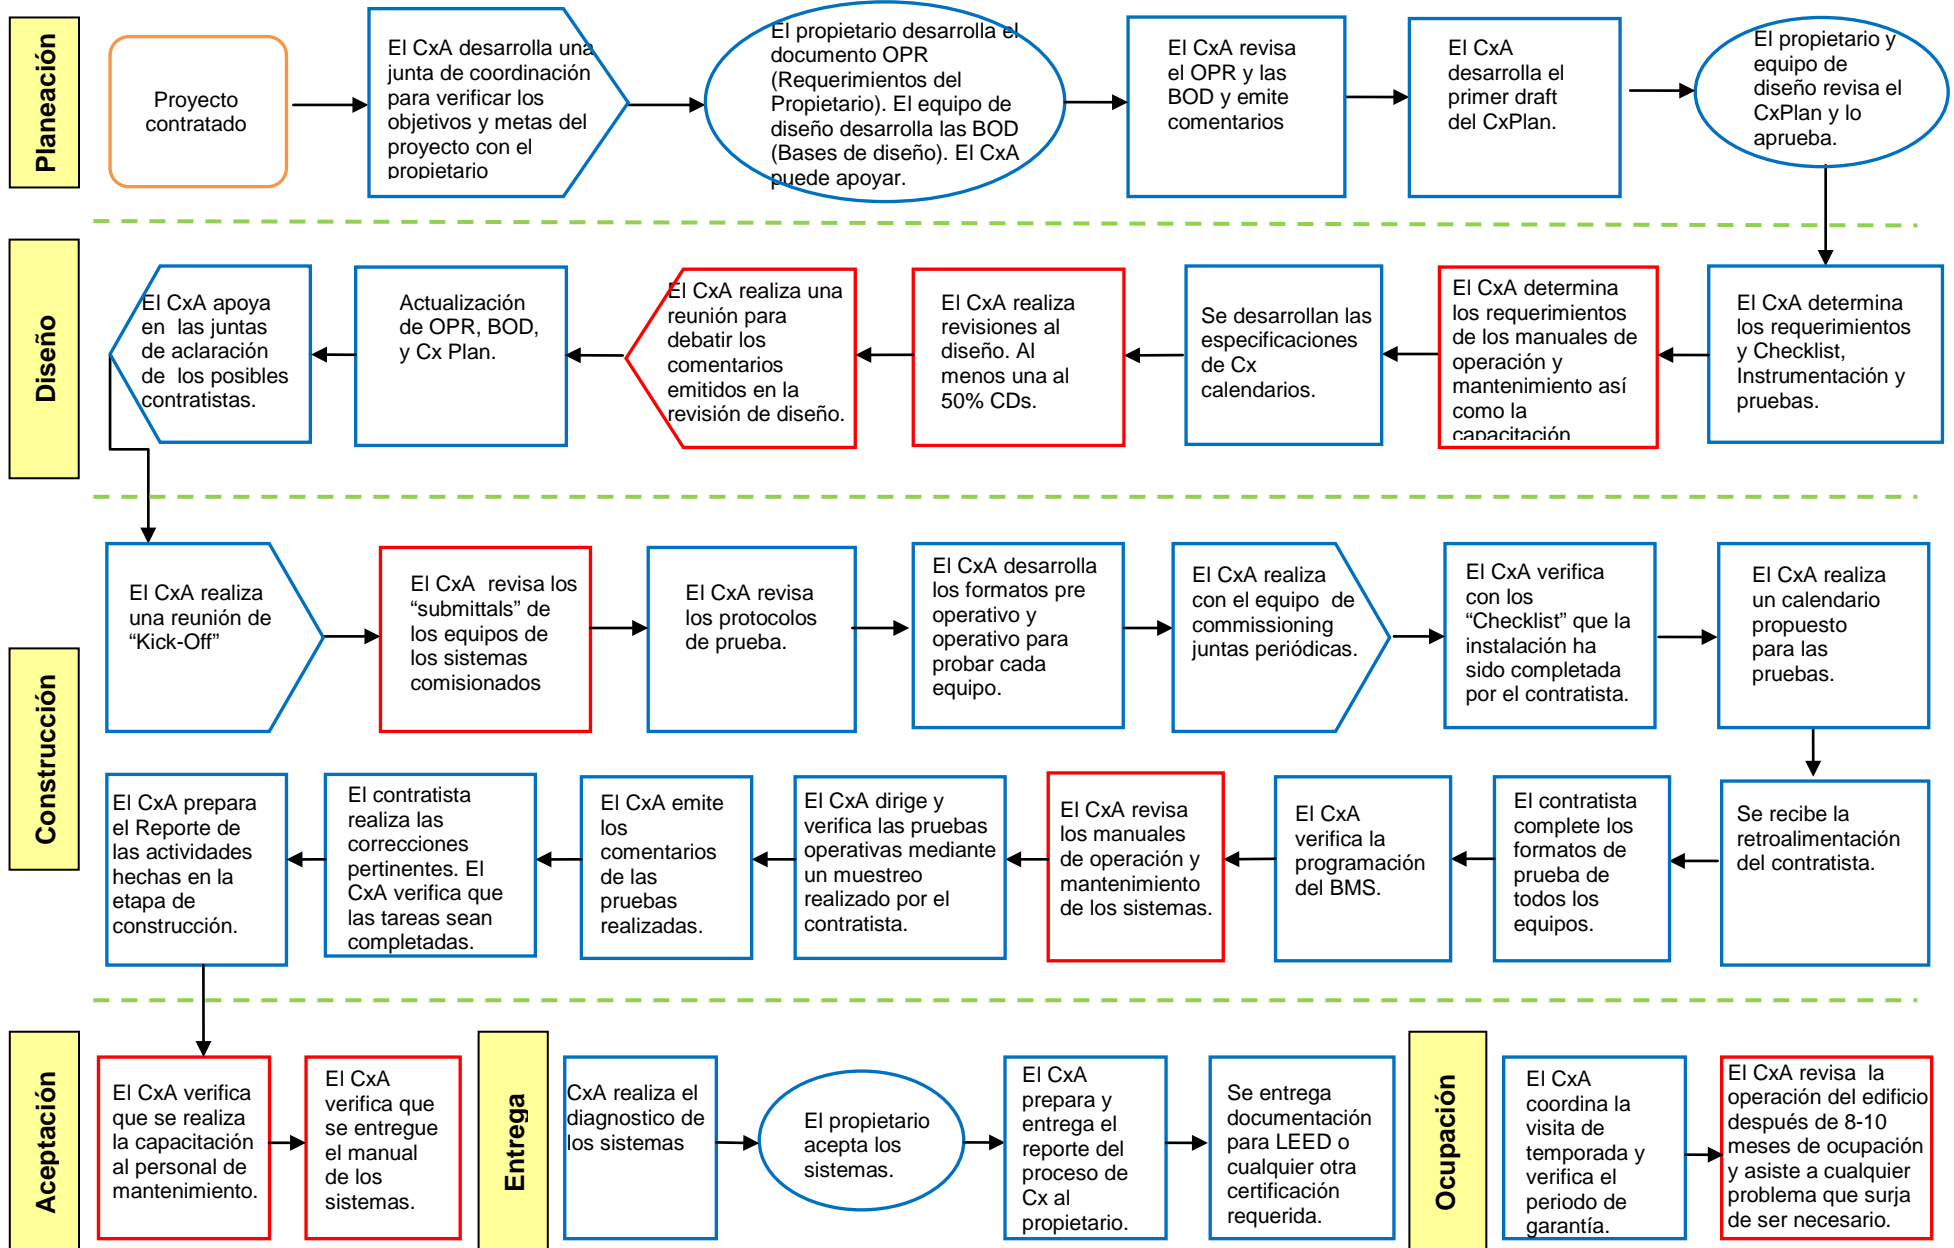 Planeación
Proyecto
contratado
El CxA desarrolla una
junta de coordinación
para verificar los
objetivos y metas del
proyecto con el
propietario
El propietario desarrolla el
documento OPR
(Requerimientos del
Propietario). El equipo de
diseño desarrolla las BOD
(Bases de diseño). El CxA
puede apoyar.
El CxA revisa
el OPR y las
BOD y emite
comentarios
El CxA
desarrolla el
primer draft
del CxPlan.
El propietario y
equipo de
diseño revisa el
CxPlan y lo
aprueba.
Diseño
El CxA determina
los requerimientos
y Checklist,
Instrumentación y
pruebas.
El CxA determina
los requerimientos
de los manuales de
operación y
mantenimiento así
como la
capacitación
Se desarrollan las
especificaciones
de Cx
calendarios.
El CxA realiza
revisiones al
diseño. Al
menos una al
50% CDs.
El CxA realiza una
reunión para
debatir los
comentarios
emitidos en la
revisión de diseño.
Actualización
de OPR, BOD,
y Cx Plan.
El CxA apoya
en las juntas
de aclaración
de los posibles
contratistas.
Construcción
El CxA realiza
una reunión de
“Kick-Off”
El CxA revisa los
“submittals” de
los equipos de
los sistemas
comisionados
El CxA revisa
los protocolos
de prueba.
El CxA desarrolla
los formatos pre
operativo y
operativo para
probar cada
equipo.
El CxA realiza
con el equipo de
commissioning
juntas periódicas.
El CxA verifica
con los
“Checklist” que la
instalación ha
sido completada
por el contratista.
El CxA realiza
un calendario
propuesto
para las
pruebas.
Se recibe la
retroalimentación
del contratista.
El contratista
complete los
formatos de
prueba de
todos los
equipos.
El CxA
verifica la
programación
del BMS.
El CxA revisa
los manuales
de operación y
mantenimiento
de los sistemas.
El CxA dirige y
verifica las pruebas
operativas mediante
un muestreo
realizado por el
contratista.
El CxA emite
los
comentarios
de las
pruebas
realizadas.
El contratista
realiza las
correcciones
pertinentes. El
CxA verifica que
las tareas sean
completadas.
El CxA prepara
el Reporte de
las actividades
hechas en la
etapa de
construcción.
Aceptación
El CxA verifica
que se realiza
la capacitación
al personal de
mantenimiento.
El CxA
verifica que
se entregue
el manual
de los
sistemas.
Entrega
CxA realiza el
diagnostico de
los sistemas
El propietario
acepta los
sistemas.
El CxA
prepara y
entrega el
reporte del
proceso de
Cx al
propietario.
Se entrega
documentación
para LEED o
cualquier otra
certificación
requerida.
Ocupación
El CxA
coordina la
visita de
temporada y
verifica el
periodo de
garantía.
El CxA revisa la
operación del edificio
después de 8-10
meses de ocupación
y asiste a cualquier
problema que surja
de ser necesario.